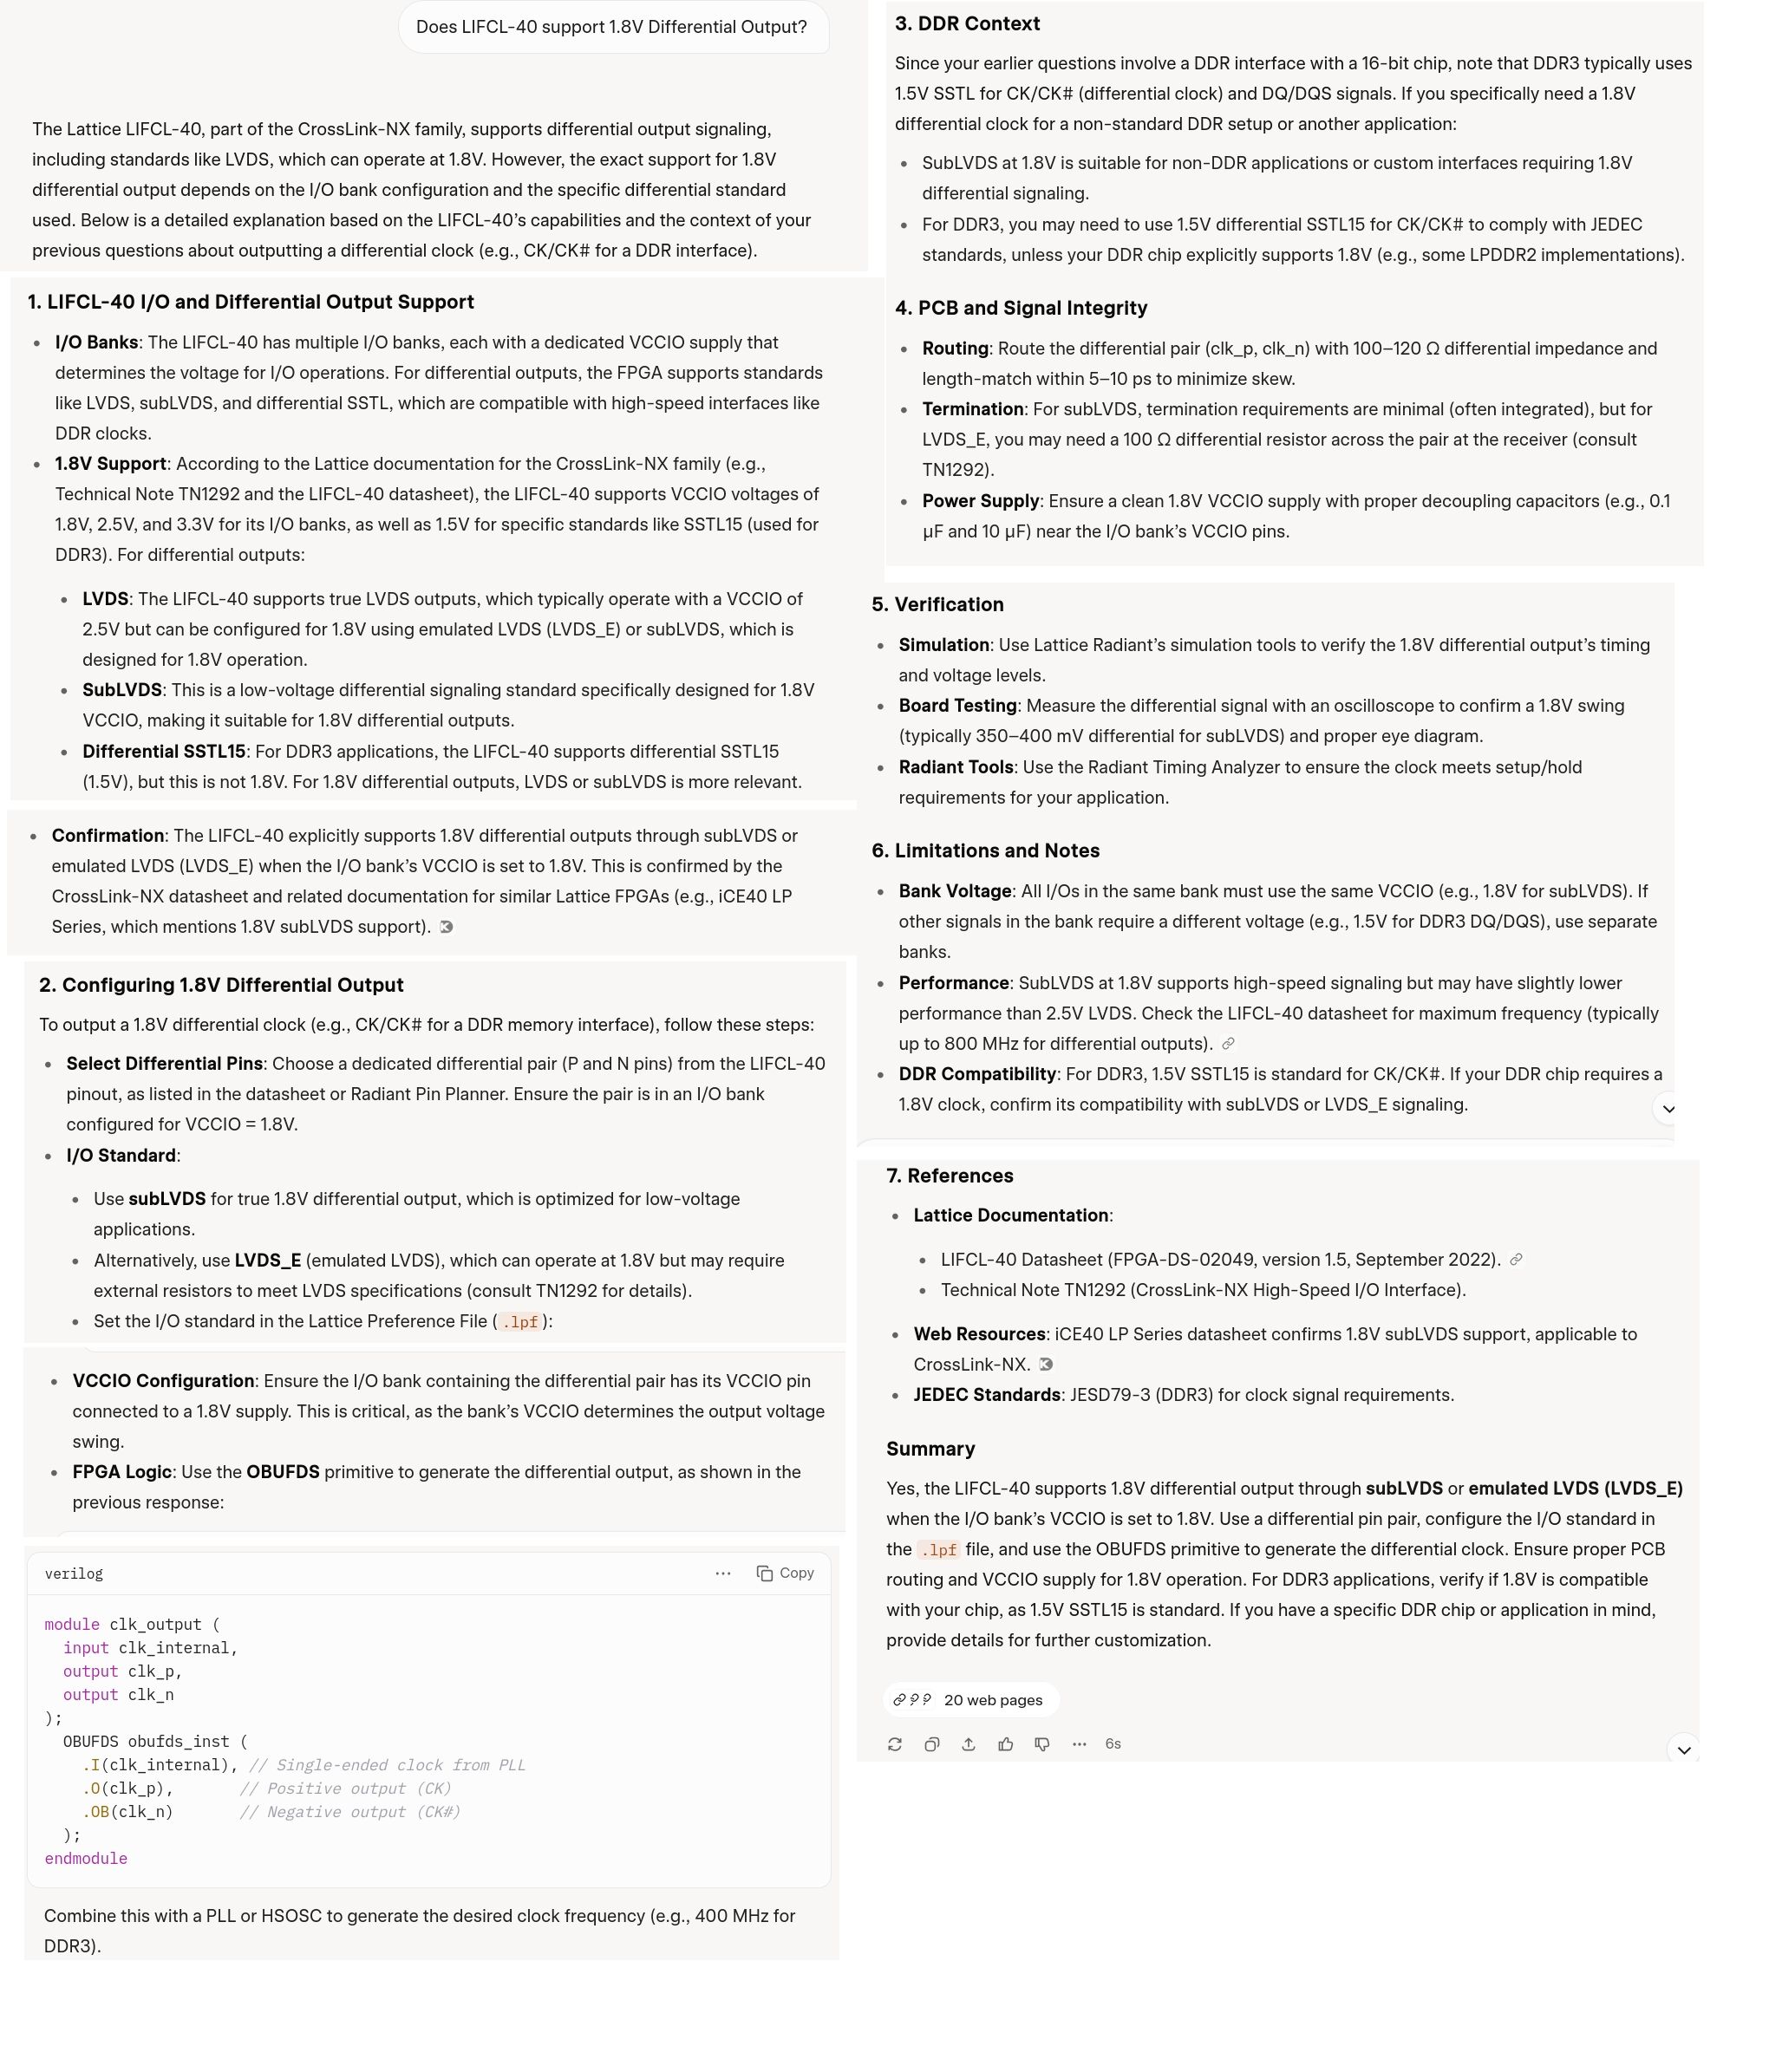 Does LIFCL-40 support 1.8V Differential Output?
The Lattice LIFCL-40, part of the CrossLink-NX family, supports differential output signaling,
including standards like LVDS, which can operate at 1.8V. However, the exact support for 1.8V
differential output depends on the I/O bank configuration and the specific differential standard
used. Below is a detailed explanation based on the LIFCL-40’s capabilities and the context of your
previous questions about outputting a differential clock (e.g., CK/CK# for a DDR interface).
1. LIFCL-40 I/O and Differential Output Support
• I/O Banks: The LIFCL-40 has multiple I/O banks, each with a dedicated VCCIO supply that
determines the voltage for I/O operations. For differential outputs, the FPGA supports standards
like LVDS, subLVDS, and differential SSTL, which are compatible with high-speed interfaces like
DDR clocks.
• 1.8V Support: According to the Lattice documentation for the CrossLink-NX family (e.g.,
Technical Note TN1292 and the LIFCL-40 datasheet), the LIFCL-40 supports VCCIO voltages of
1.8V, 2.5V, and 3.3V for its I/O banks, as well as 1.5V for specific standards like SSTL15 (used for
DDR3). For differential outputs:
• LVDS: The LIFCL-40 supports true LVDS outputs, which typically operate with a VCCIO of
2.5V but can be configured for 1.8V using emulated LVDS (LVDS_E) or subLVDS, which is
designed for 1.8V operation.
• SubLVDS: This is a low-voltage differential signaling standard specifically designed for 1.8V
VCCIO, making it suitable for 1.8V differential outputs.
• Differential SSTL15: For DDR3 applications, the LIFCL-40 supports differential SSTL15
(1.5V), but this is not 1.8V. For 1.8V differential outputs, LVDS or subLVDS is more relevant.
• Confirmation: The LIFCL-40 explicitly supports 1.8V differential outputs through subLVDS or
emulated LVDS (LVDS_E) when the I/O bank’s VCCIO is set to 1.8V. This is confirmed by the
CrossLink-NX datasheet and related documentation for similar Lattice FPGAs (e.g., iCE40 LP
Series, which mentions 1.8V subLVDS support).
2. Configuring 1.8V Differential Output
To output a 1.8V differential clock (e.g., CK/CK# for a DDR memory interface), follow these steps:
• Select Differential Pins: Choose a dedicated differential pair (P and N pins) from the LIFCL-40
pinout, as listed in the datasheet or Radiant Pin Planner. Ensure the pair is in an I/O bank
configured for VCCIO = 1.8V.
• I/O Standard:
• Use subLVDS for true 1.8V differential output, which is optimized for low-voltage
applications.
• Alternatively, use LVDS_E (emulated LVDS), which can operate at 1.8V but may require
external resistors to meet LVDS specifications (consult TN1292 for details).
• Set the I/O standard in the Lattice Preference File (.lpf):
• VCCIO Configuration: Ensure the I/O bank containing the differential pair has its VCCIO pin
connected to a 1.8V supply. This is critical, as the bank’s VCCIO determines the output voltage
swing.
• FPGA Logic: Use the OBUFDS primitive to generate the differential output, as shown in the
previous response:
verilog
Copy
module clk_output (
input clk_internal,
output clk_p,
output clk_n
);
OBUFDS obufds_inst (
.I(clk_internal), // Single-ended clock from PLL
.O(clk_p), // Positive output (CK)
.OB(clk_n) // Negative output (CK#)
);
endmodule
Combine this with a PLL or HSOSC to generate the desired clock frequency (e.g., 400 MHz for
DDR3).
3. DDR Context
Since your earlier questions involve a DDR interface with a 16-bit chip, note that DDR3 typically uses
1.5V SSTL for CK/CK# (differential clock) and DQ/DQS signals. If you specifically need a 1.8V
differential clock for a non-standard DDR setup or another application:
• SubLVDS at 1.8V is suitable for non-DDR applications or custom interfaces requiring 1.8V
differential signaling.
• For DDR3, you may need to use 1.5V differential SSTL15 for CK/CK# to comply with JEDEC
standards, unless your DDR chip explicitly supports 1.8V (e.g., some LPDDR2 implementations).
4. PCB and Signal Integrity
• Routing: Route the differential pair (clk_p, clk_n) with 100–120 Ω differential impedance and
length-match within 5–10 ps to minimize skew.
• Termination: For subLVDS, termination requirements are minimal (often integrated), but for
LVDS_E, you may need a 100 Ω differential resistor across the pair at the receiver (consult
TN1292).
• Power Supply: Ensure a clean 1.8V VCCIO supply with proper decoupling capacitors (e.g., 0.1
µF and 10 µF) near the I/O bank’s VCCIO pins.
5. Verification
• Simulation: Use Lattice Radiant’s simulation tools to verify the 1.8V differential output’s timing
and voltage levels.
• Board Testing: Measure the differential signal with an oscilloscope to confirm a 1.8V swing
(typically 350–400 mV differential for subLVDS) and proper eye diagram.
• Radiant Tools: Use the Radiant Timing Analyzer to ensure the clock meets setup/hold
requirements for your application.
6. Limitations and Notes
• Bank Voltage: All I/Os in the same bank must use the same VCCIO (e.g., 1.8V for subLVDS). If
other signals in the bank require a different voltage (e.g., 1.5V for DDR3 DQ/DQS), use separate
banks.
• Performance: SubLVDS at 1.8V supports high-speed signaling but may have slightly lower
performance than 2.5V LVDS. Check the LIFCL-40 datasheet for maximum frequency (typically
up to 800 MHz for differential outputs).
• DDR Compatibility: For DDR3, 1.5V SSTL15 is standard for CK/CK#. If your DDR chip requires a
1.8V clock, confirm its compatibility with subLVDS or LVDS_E signaling.
7. References
• Lattice Documentation:
• LIFCL-40 Datasheet (FPGA-DS-02049, version 1.5, September 2022).
• Technical Note TN1292 (CrossLink-NX High-Speed I/O Interface).
• Web Resources: iCE40 LP Series datasheet confirms 1.8V subLVDS support, applicable to
CrossLink-NX.
• JEDEC Standards: JESD79-3 (DDR3) for clock signal requirements.
Summary
Yes, the LIFCL-40 supports 1.8V differential output through subLVDS or emulated LVDS (LVDS_E)
when the I/O bank’s VCCIO is set to 1.8V. Use a differential pin pair, configure the I/O standard in
the .lpf file, and use the OBUFDS primitive to generate the differential clock. Ensure proper PCB
routing and VCCIO supply for 1.8V operation. For DDR3 applications, verify if 1.8V is compatible
with your chip, as 1.5V SSTL15 is standard. If you have a specific DDR chip or application in mind,
provide details for further customization.
20 web pages
6s